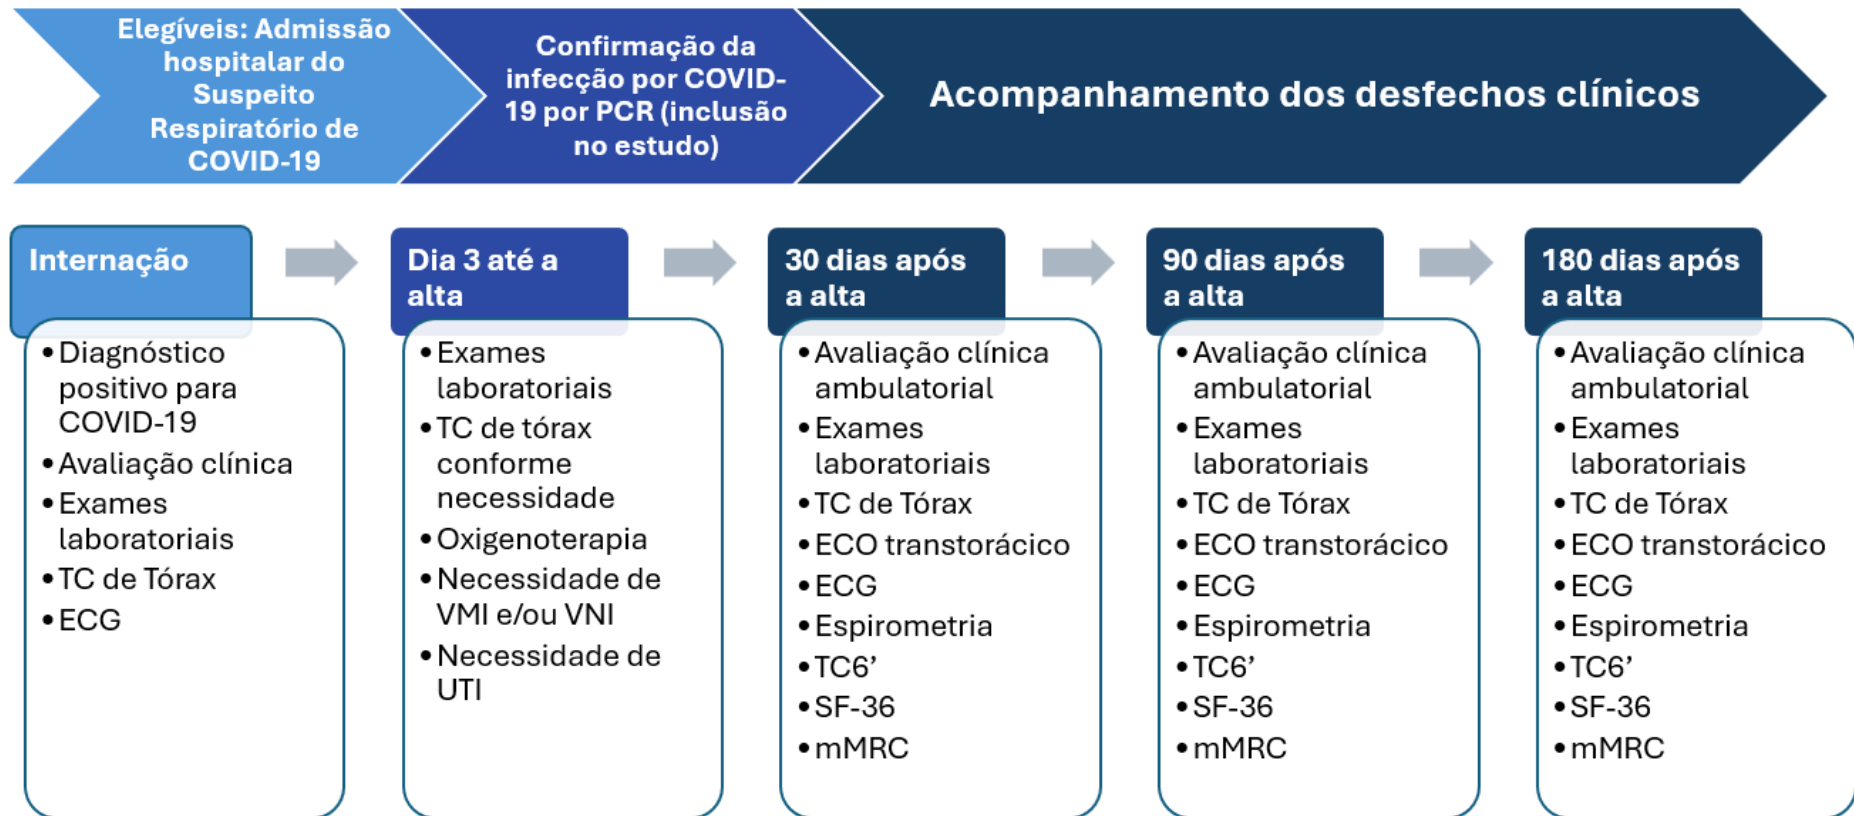 Elegíveis: Admissão
hospitalar do
Suspeito
Respiratório de
COVID-19
Confirmação da
infecção por COVID-
19 por PCR (inclusão
no estudo)
Acompanhamento dos desfechos clínicos
Internação
• Diagnóstico
positivo para
COVID-19
• Avaliação clínica
• Exames
laboratoriais
• TC de Tórax
• ECG
Dia 3 até a
alta
• Exames
laboratoriais
• TC de tórax
conforme
necessidade
• Oxigenoterapia
• Necessidade de
VMI e/ou VNI
• Necessidade de
UTI
30 dias após
a alta
• Avaliação clínica
ambulatorial
• Exames
laboratoriais
• TC de Tórax
• ECO transtorácico
• ECG
• Espirometria
• TC6’
• SF-36
• mMRC
90 dias após
a alta
• Avaliação clínica
ambulatorial
• Exames
laboratoriais
• TC de Tórax
• ECO transtorácico
• ECG
• Espirometria
• TC6’
• SF-36
• mMRC
180 dias após
a alta
• Avaliação clínica
ambulatorial
• Exames
laboratoriais
• TC de Tórax
• ECO transtorácico
• ECG
• Espirometria
• TC6’
• SF-36
• mMRC